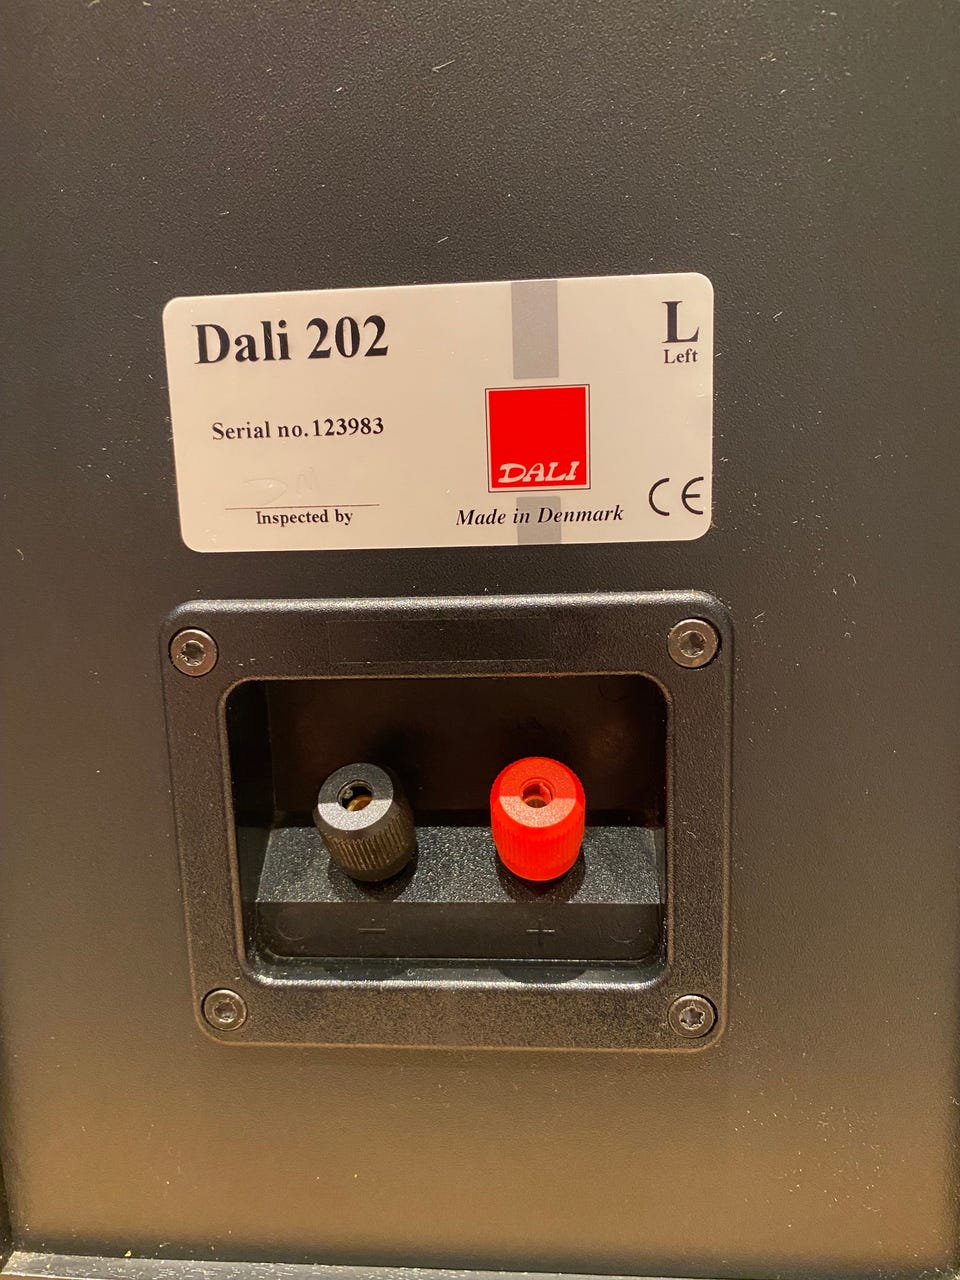 Dali 202
L
Left
Serial no. 123983
DALI
Inspected by
Made in Denmark
CE
- +